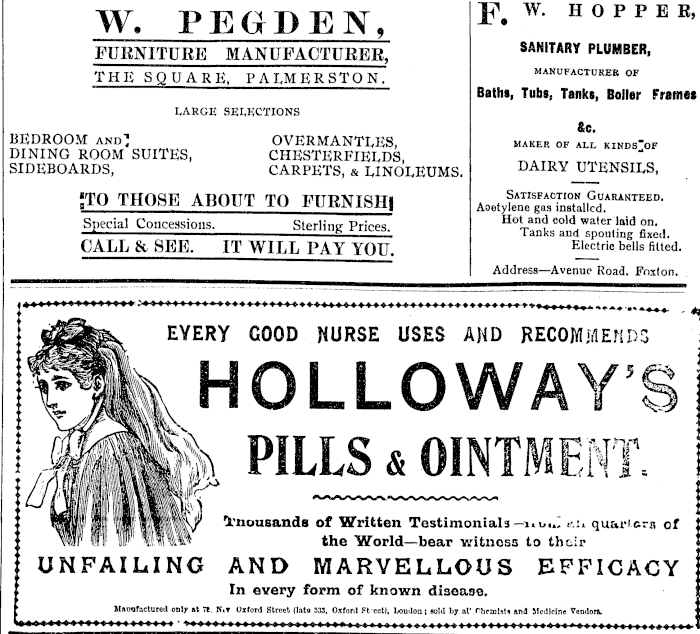 W. PEGDEN,
FURNITURE MANUFACTURER,
THE SQUARE, PALMERSTON.
LARGE SELECTIONS
BEDROOM AND
DINING ROOM SUITES,
SIDEBOARDS,
OVERMANTLES,
CHESTERFIELDS,
CARPETS, & LINOLEUMS.
TO THOSE ABOUT TO FURNISH
Special Concessions. Sterling Prices.
CALL & SEE. IT WILL PAY YOU.
F. W. HOPPER,
SANITARY PLUMBER,
MANUFACTURER OF
Baths, Tubs, Tanks, Boiler Frames
&c.
MAKER OF ALL KINDS OF
DAIRY UTENSILS,
SATISFACTION GUARANTEED.
Acetylene gas installed.
Hot and cold water laid on.
Tanks and spouting fixed.
Electric bells fitted.
Address—Avenue Road, Foxton.
EVERY GOOD NURSE USES AND RECOMMENDS
HOLLOWAY'S
PILLS & OINTMENT.
Thousands of Written Testimonials— quarters of
the World—bear witness to their
UNFAILING AND MARVELLOUS EFFICACY
In every form of known disease.
Manufactured only at 78, New Oxford Street (late 533, Oxford Street), London; sold by all Chemists and Medicine Vendors.